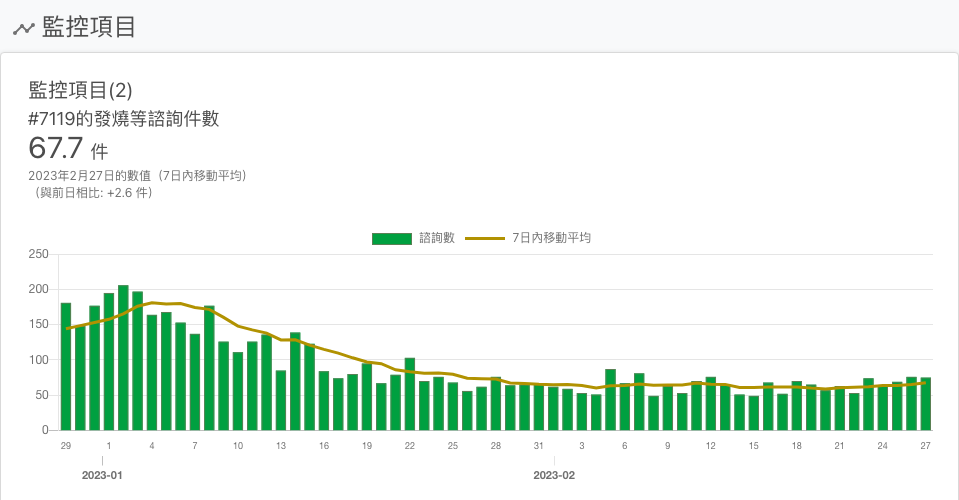 監控項目
監控項目(2)
#7119的發燒等諮詢件數
67.7 件
2023年2月27日的數值（7日內移動平均）
（與前日相比: +2.6 件）
諮詢數 7日內移動平均
250
200
150
100
50
0
29 1 4 7 10 13 16 19 22 25 28 31 3 6 9 12 15 18 21 24 27
2023-01 2023-02